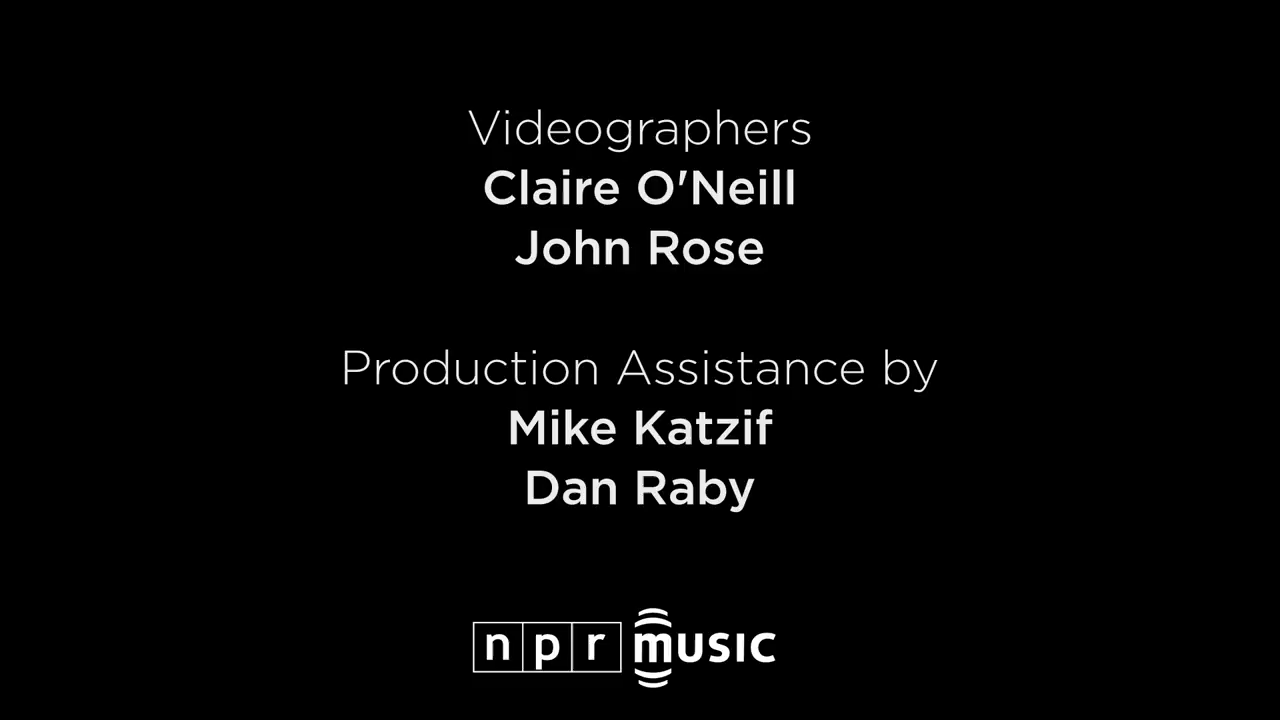 Videographers
Claire O'Neill
John Rose
Production Assistance by
Mike Katzif
Dan Raby
npr music